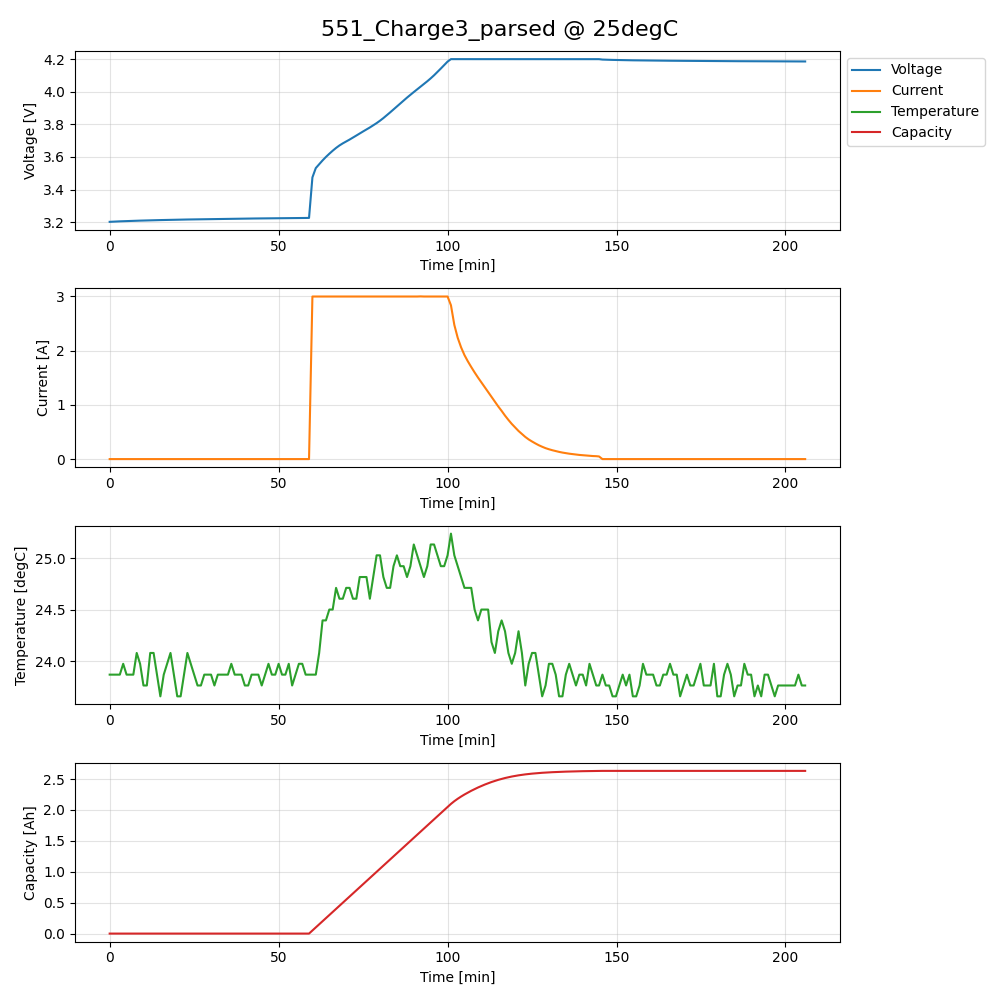 551_Charge3_parsed @ 25degC
Voltage [V]
4.2
4.0
3.8
3.6
3.4
3.2
0 50 100 150 200
Time [min]
Voltage
Current
Temperature
Capacity
Current [A]
3
2
1
0
0 50 100 150 200
Time [min]
Temperature [degC]
25.0
24.5
24.0
0 50 100 150 200
Time [min]
Capacity [Ah]
2.5
2.0
1.5
1.0
0.5
0.0
0 50 100 150 200
Time [min]